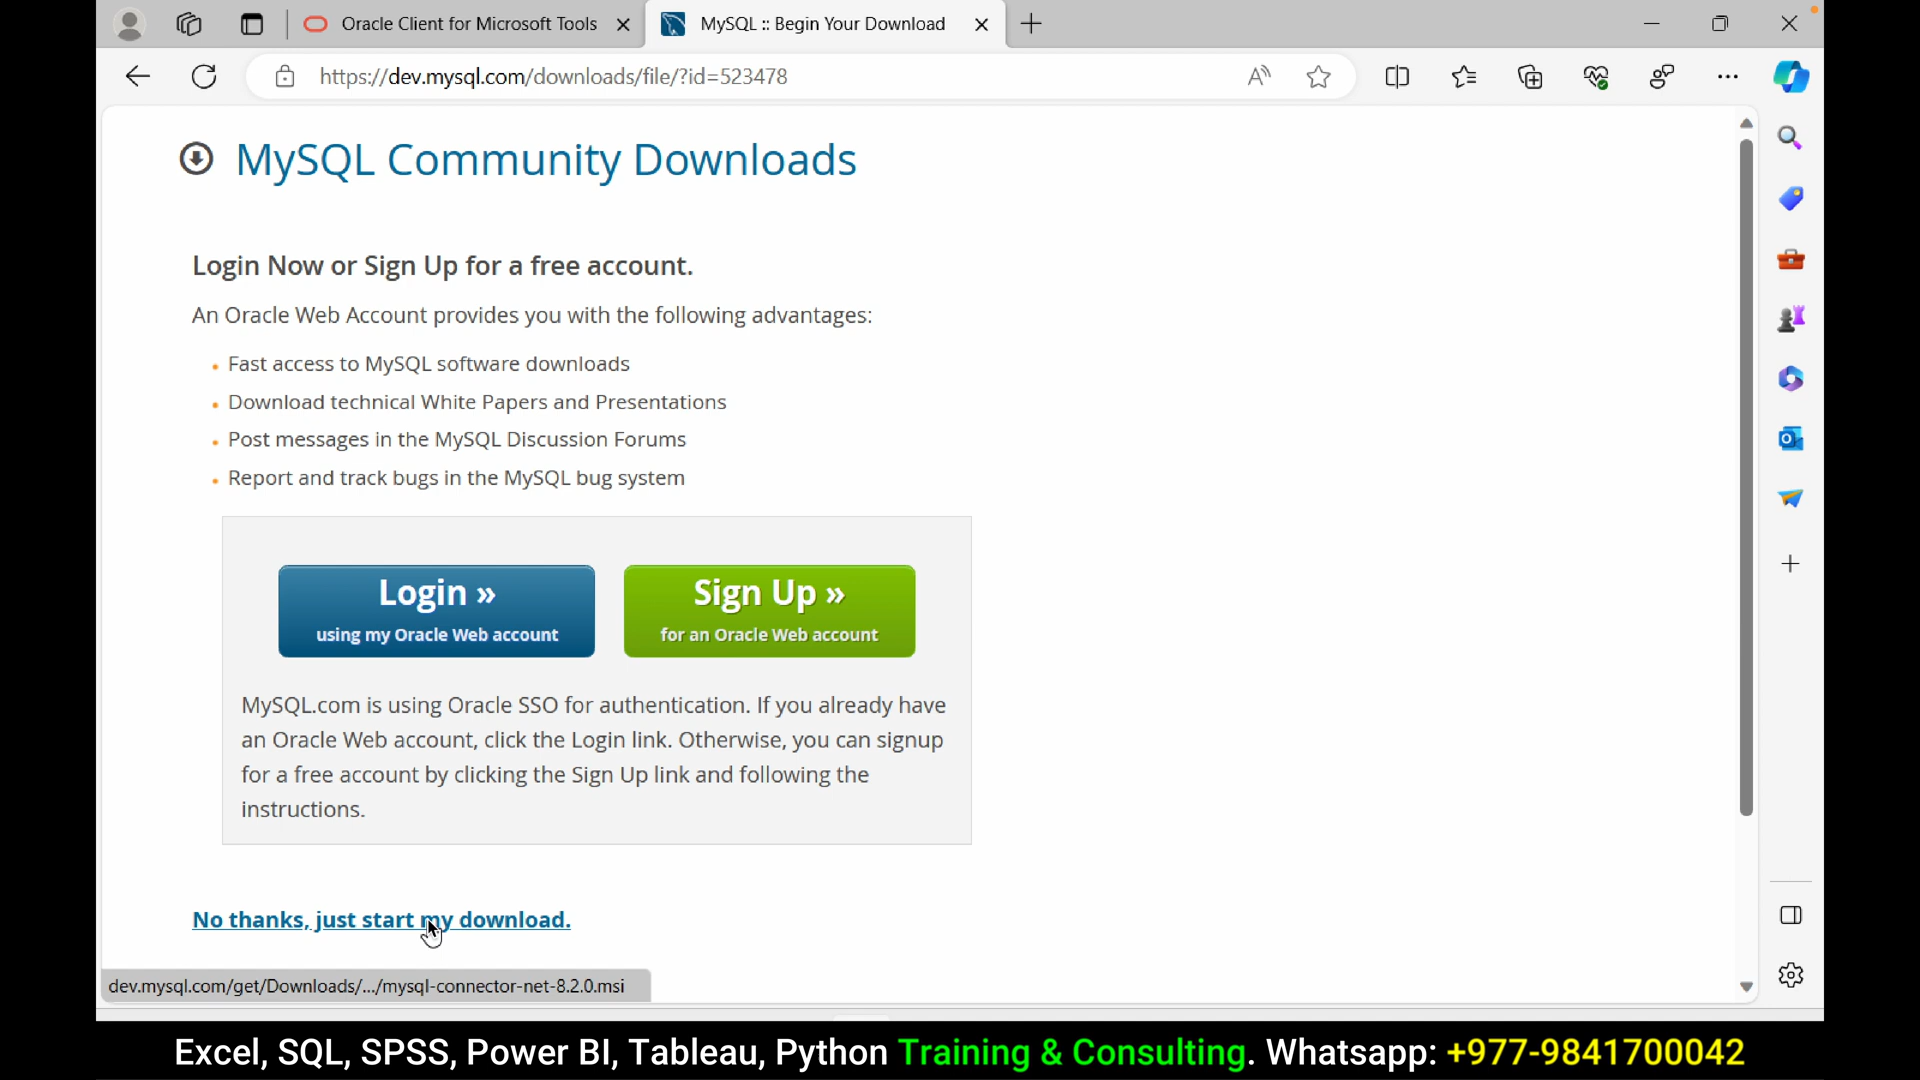 Oracle Client for Microsoft Tools
MySQL :: Begin Your Download
https://dev.mysql.com/downloads/file/?id=523478
MySQL Community Downloads
Login Now or Sign Up for a free account.
An Oracle Web Account provides you with the following advantages:
Fast access to MySQL software downloads
Download technical White Papers and Presentations
Post messages in the MySQL Discussion Forums
Report and track bugs in the MySQL bug system
Login »
using my Oracle Web account
Sign Up »
for an Oracle Web account
MySQL.com is using Oracle SSO for authentication. If you already have
an Oracle Web account, click the Login link. Otherwise, you can signup
for a free account by clicking the Sign Up link and following the
instructions.
No thanks, just start my download.
dev.mysql.com/get/Downloads/.../mysql-connector-net-8.2.0.msi
Excel, SQL, SPSS, Power BI, Tableau, Python Training & Consulting. Whatsapp: +977-9841700042